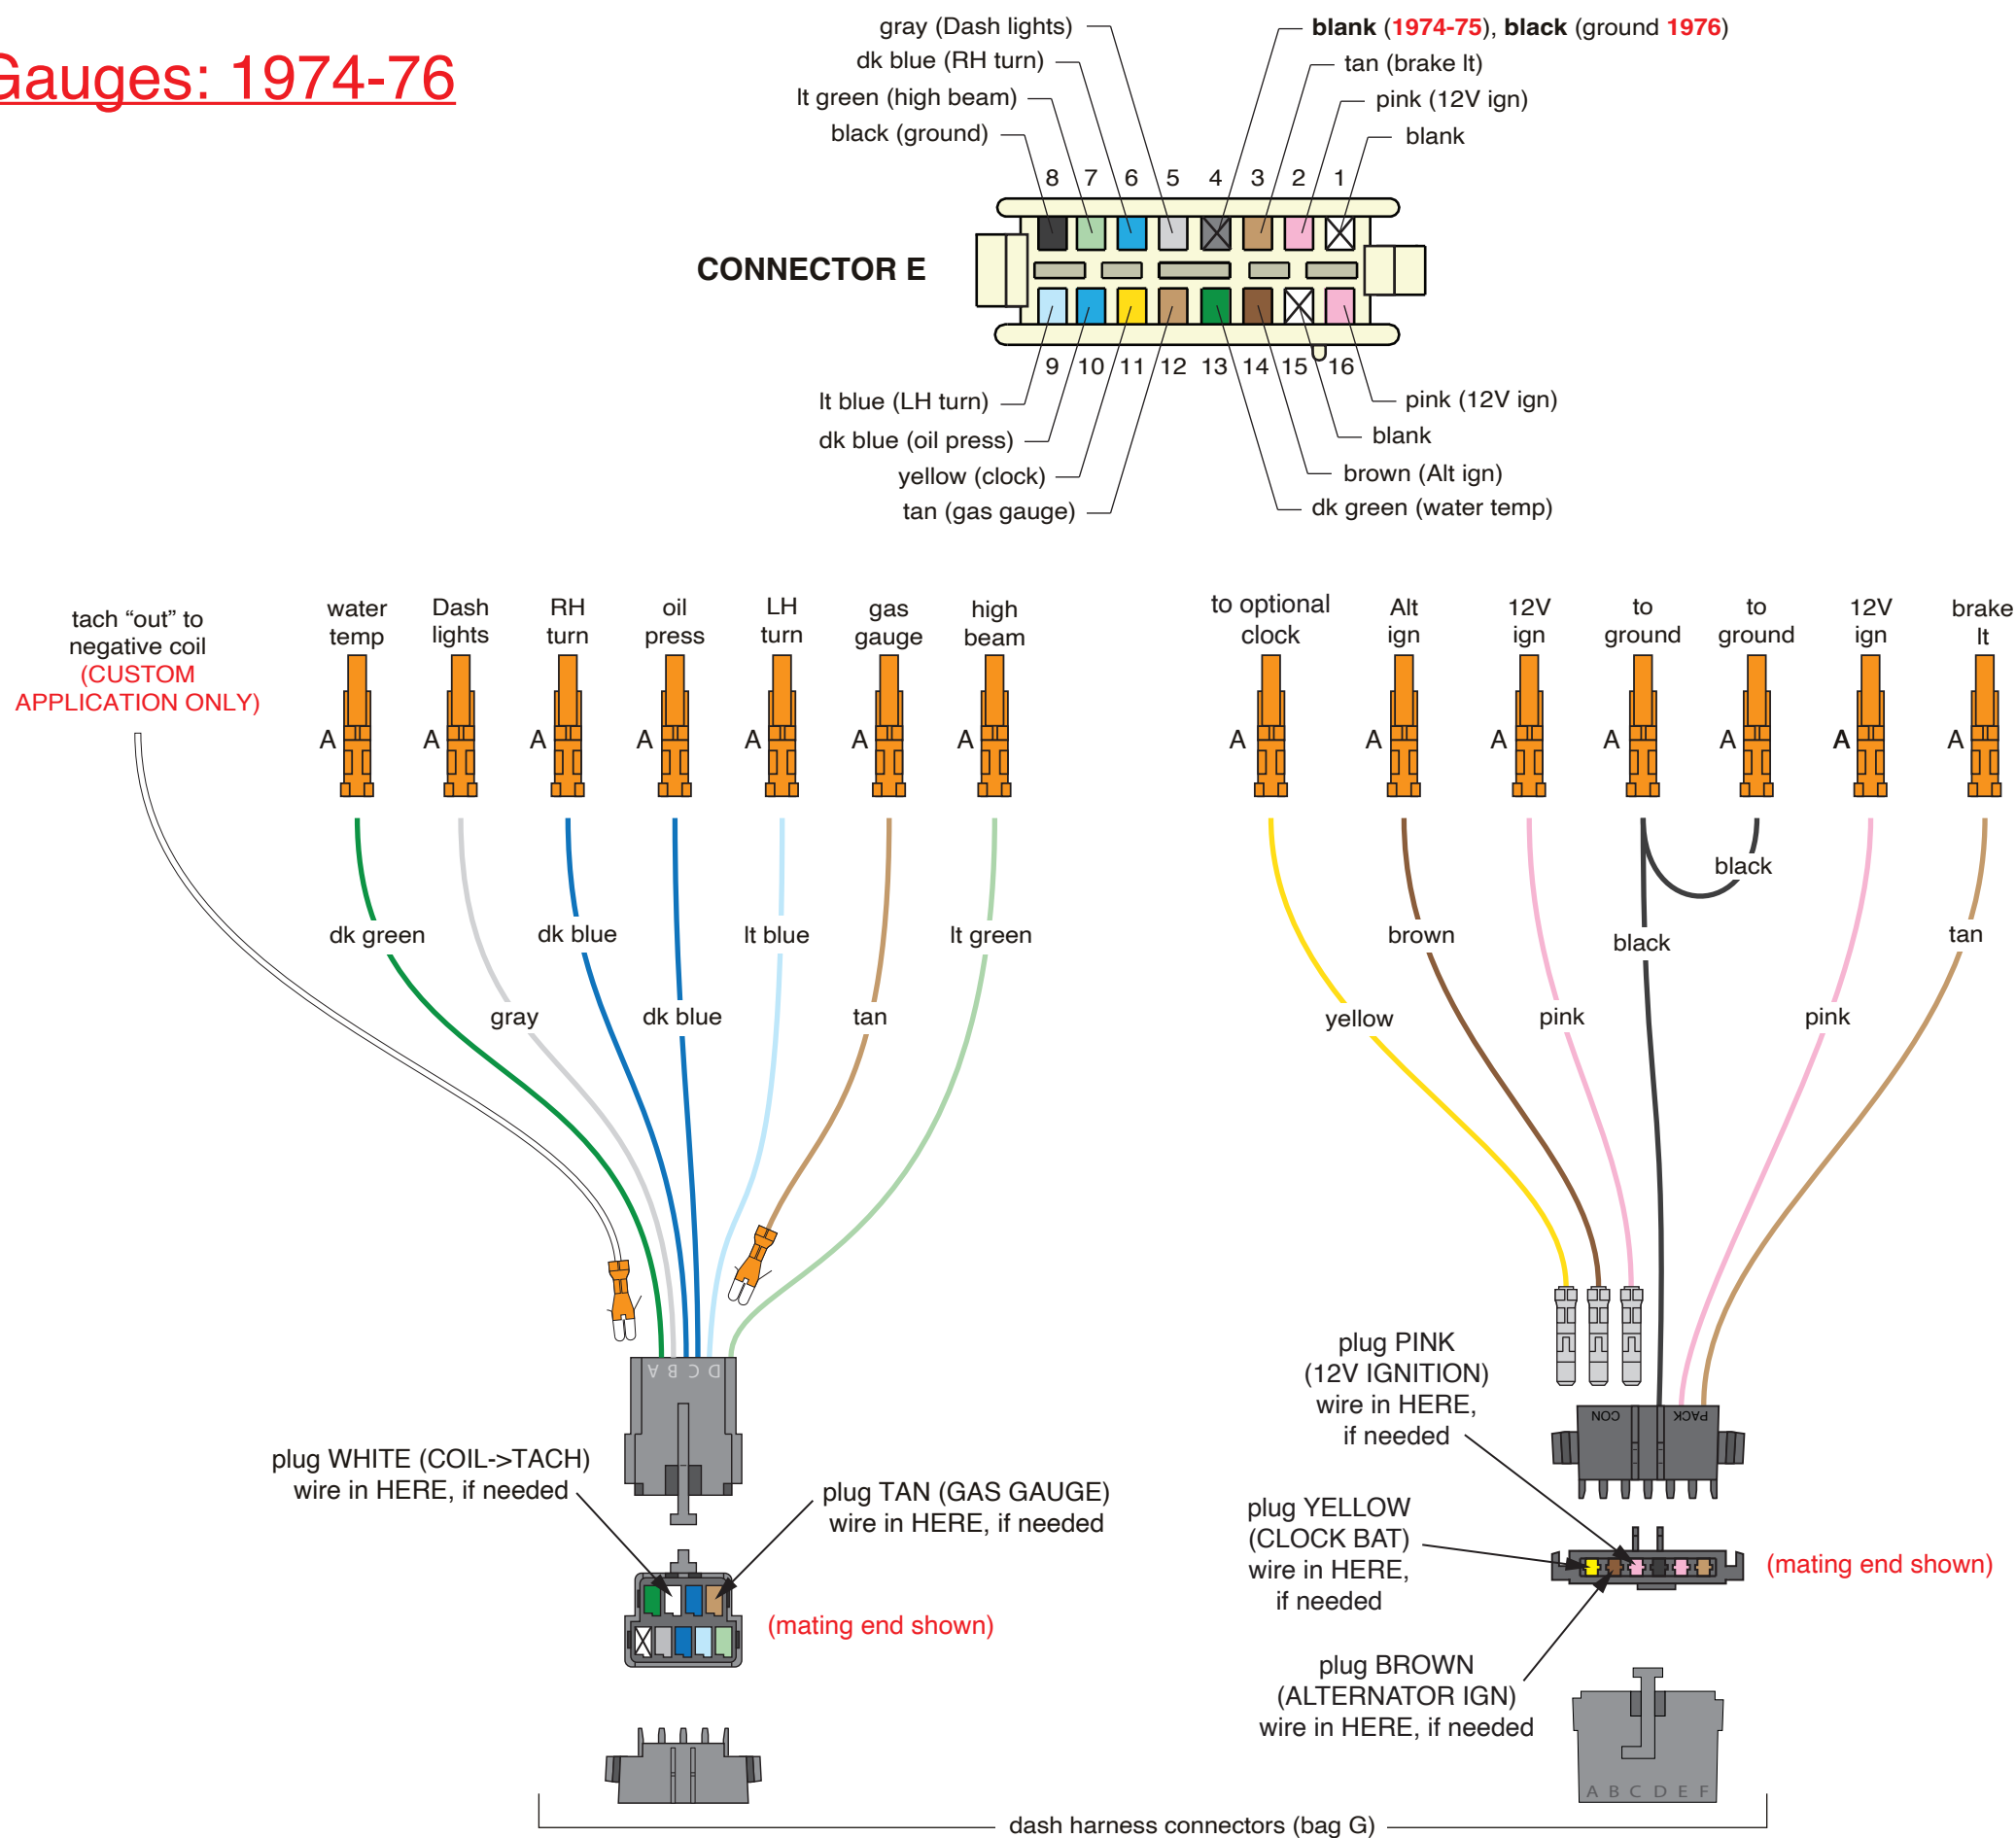 Gauges: 1974-76
gray (Dash lights)
dk blue (RH turn)
lt green (high beam)
black (ground)
blank (1974-75), black (ground 1976)
tan (brake lt)
pink (12V ign)
blank
8 7 6 5 4 3 2 1
CONNECTOR E
9 10 11 12 13 14 15 16
lt blue (LH turn)
dk blue (oil press)
yellow (clock)
tan (gas gauge)
pink (12V ign)
blank
brown (Alt ign)
dk green (water temp)
tach “out” to
negative coil
(CUSTOM
APPLICATION ONLY)
water
temp
Dash
lights
RH
turn
oil
press
LH
turn
gas
gauge
high
beam
to optional
clock
Alt
ign
12V
ign
to
ground
to
ground
12V
ign
brake
lt
A A A A A A A A A A A A A A
black
dk green
dk blue
lt blue
lt green
brown
black
tan
gray
dk blue
tan
yellow
pink
pink
A B C D
plug WHITE (COIL->TACH)
wire in HERE, if needed
plug TAN (GAS GAUGE)
wire in HERE, if needed
(mating end shown)
plug PINK
(12V IGNITION)
wire in HERE,
if needed
CON PACK
plug YELLOW
(CLOCK BAT)
wire in HERE,
if needed
(mating end shown)
plug BROWN
(ALTERNATOR IGN)
wire in HERE, if needed
A B C D E F
dash harness connectors (bag G)